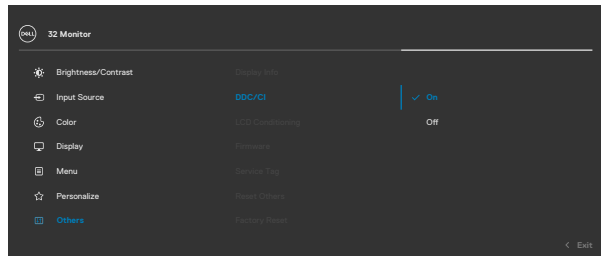 DELL
32 Monitor
Brightness/Contrast
Display Info
Input Source
DDC/CI
On
Color
LCD Conditioning
Off
Display
Firmware
Menu
Service Tag
Personalize
Reset Others
Others
Factory Reset
Exit